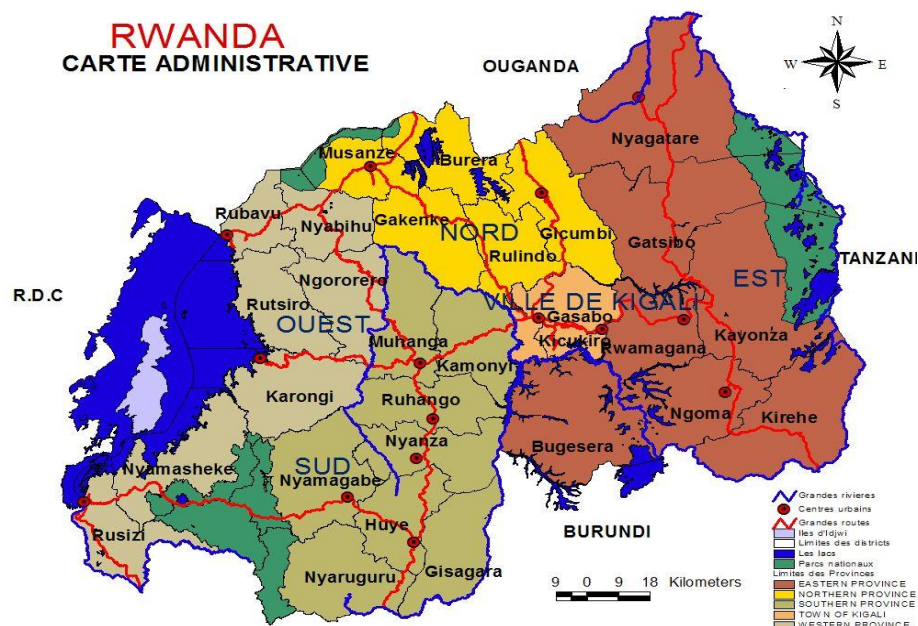 RWANDA
CARTE ADMINISTRATIVE
N
W E
S
OUGANDA
Nyagatare
Musanze
Burera
Rubavu
Nyabihu
Gakenke
NORD
Gicumbi
Rulindo
Gatsibo
EST
TANZANI
R.D.C
Ngororero
Rutsiro
OUEST
VILLE DE KIGALI
Gasabo
Kicukiro
Rwamagana
Kayonza
Muhanga
Kamonyi
Karongi
Ruhango
Ngoma
Kirehe
Nyanza
Bugesera
Nyamasheke
SUD
Nyamagabe
Rusizi
Huye
BURUNDI
Nyaruguru
Gisagara
9 0 9 18 Kilometers
Grandes rivieres
Centres urbains
Grandes routes
Iles d'Idjwi
Limites des districts
Les lacs
Parcs nationaux
Limites des Provinces
EASTERN PROVINCE
NORTHERN PROVINCE
SOUTHERN PROVINCE
TOWN OF KIGALI
WESTERN PROVINCE